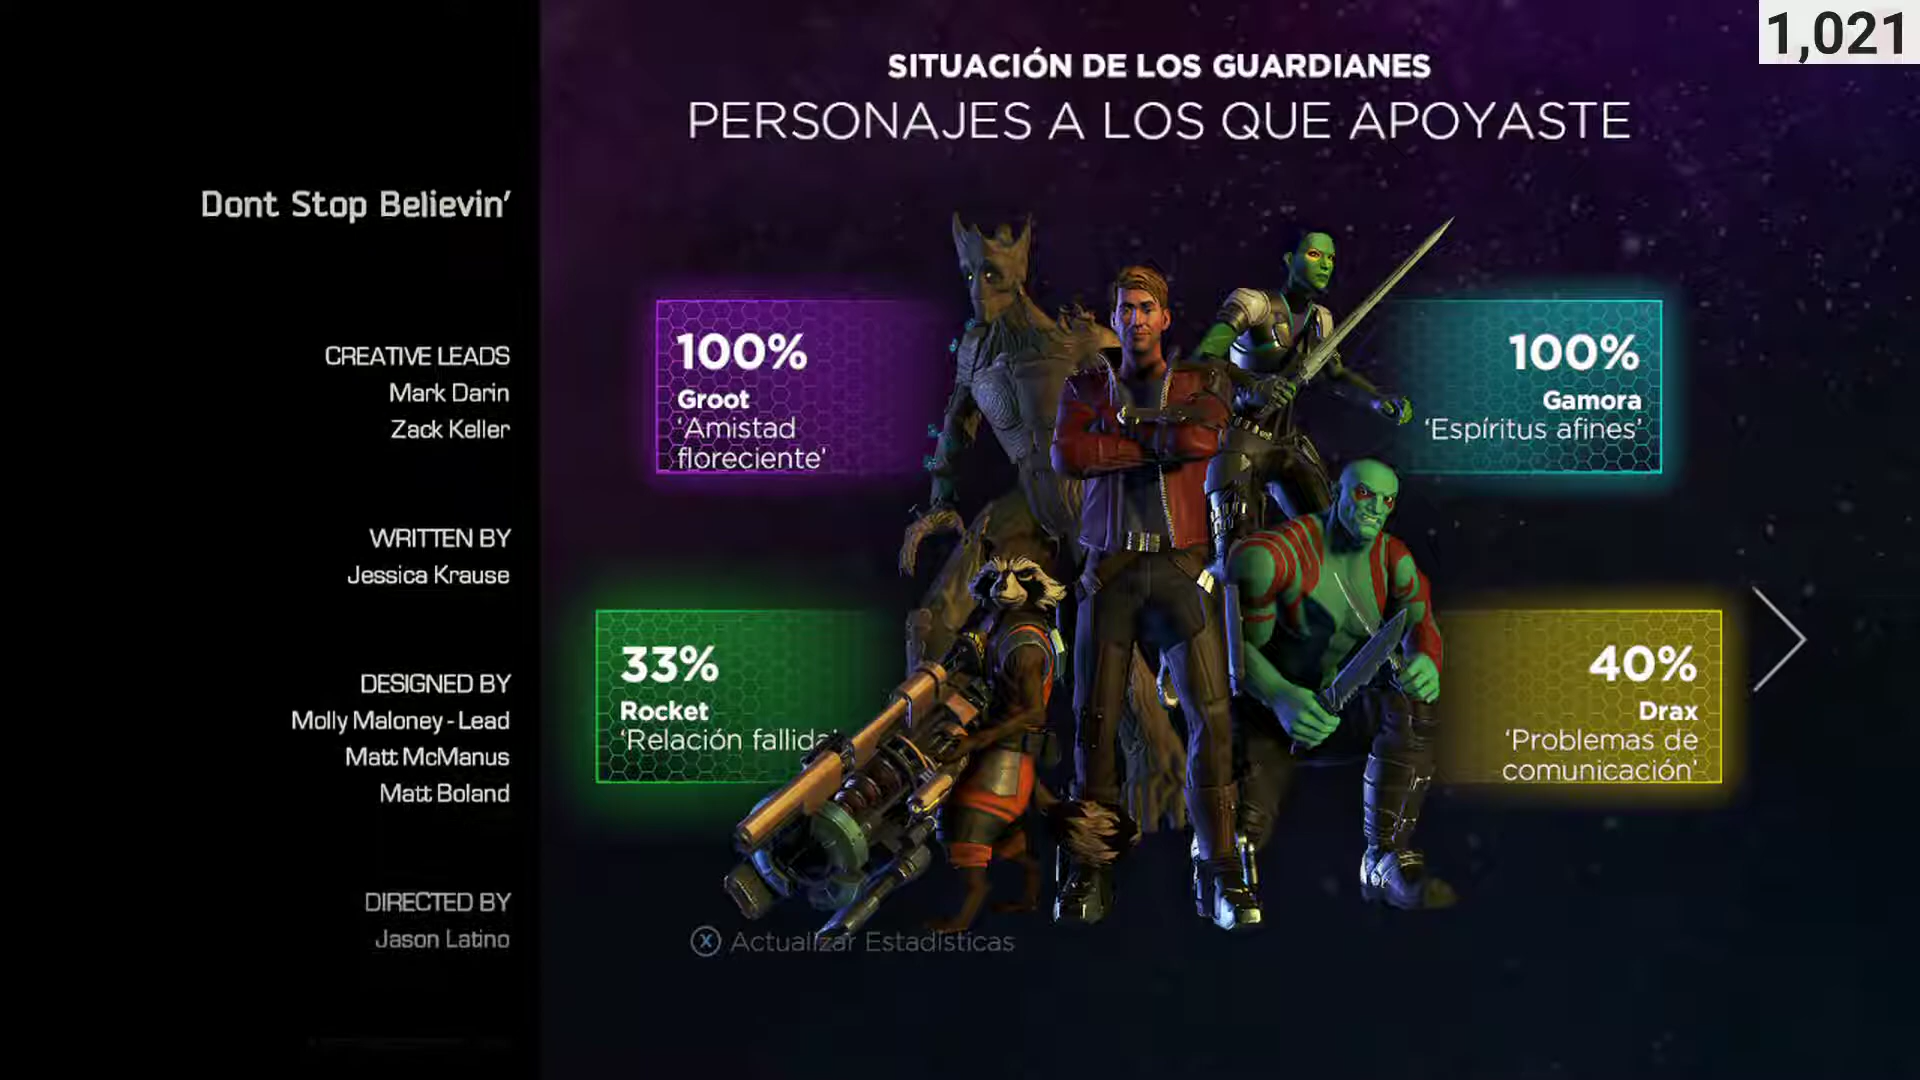 1,021
SITUACIÓN DE LOS GUARDIANES
PERSONAJES A LOS QUE APOYASTE
Dont Stop Believin’
CREATIVE LEADS
Mark Darin
Zack Keller
WRITTEN BY
Jessica Krause
DESIGNED BY
Molly Maloney - Lead
Matt McManus
Matt Boland
DIRECTED BY
Jason Latino
100%
Groot
‘Amistad
floreciente’
100%
Gamora
‘Espíritus afines’
33%
Rocket
‘Relación fallida’
40%
Drax
‘Problemas de
comunicación’
X Actualizar Estadísticas